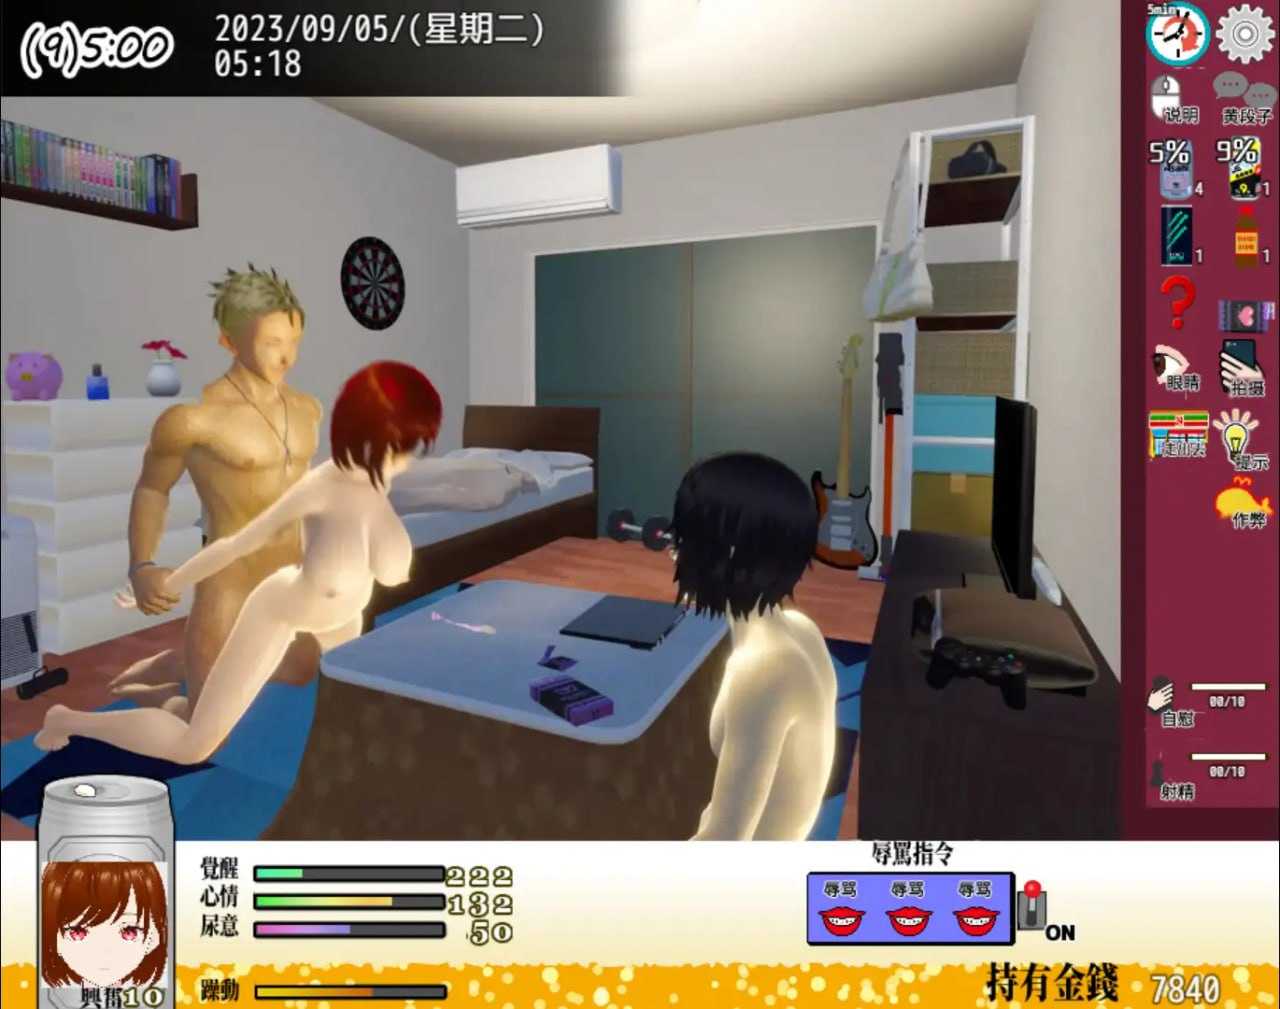 (9)5:00
2023/09/05/(星期二)
05:18
5min
说明
黄段子
5%
9%
4
1
1
1
眼睛
拍摄
走出去
提示
作弊
自慰
00/10
射精
00/10
覺醒 222
心情 132
尿意 50
興奮10
躁動
辱罵指令
辱骂 辱骂 辱骂
ON
持有金錢 7840